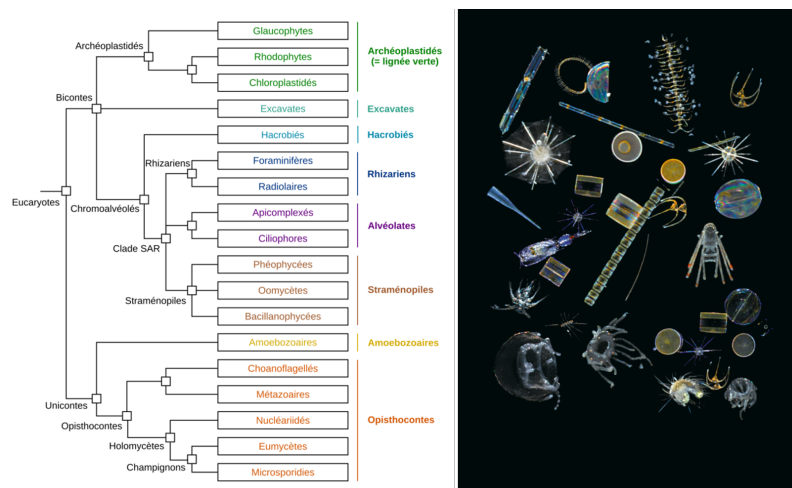 Glaucophytes
Archéoplastidés
Rhodophytes
Archéoplastidés
(= lignée verte)
Chloroplastidés
Bicontes
Excavates
Excavates
Hacrobiés
Hacrobiés
Rhizariens
Foraminifères
Rhizariens
Radiolaires
Eucaryotes
Chromoalvéolés
Apicomplexés
Alvéolates
Ciliophores
Clade SAR
Phéophycées
Oomycètes
Straménopiles
Straménopiles
Bacillanophycées
Amoebozoaires
Amoebozoaires
Choanoflagellés
Métazoaires
Unicontes
Opisthocontes
Nucléariidés
Opisthocontes
Holomycètes
Eumycètes
Champignons
Microsporidies